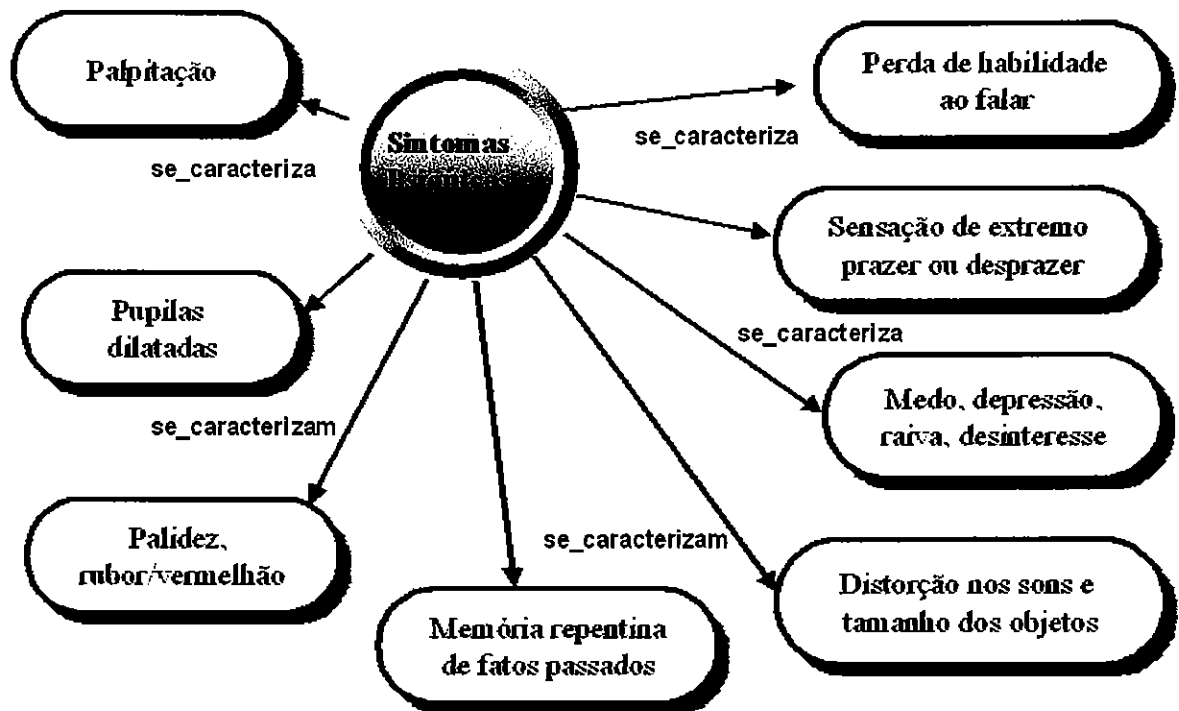 Palpitação
Perda de habilidade
ao falar
Sintomas
se_caracteriza
se_caracteriza
Sensação de extremo
prazer ou desprazer
Pupilas
dilatadas
se_caracteriza
Medo, depressão,
raiva, desinteresse
se_caracterizam
Palidez,
rubor/vermelhão
se_caracterizam
Distorção nos sons e
tamanho dos objetos
Memória repentina
de fatos passados